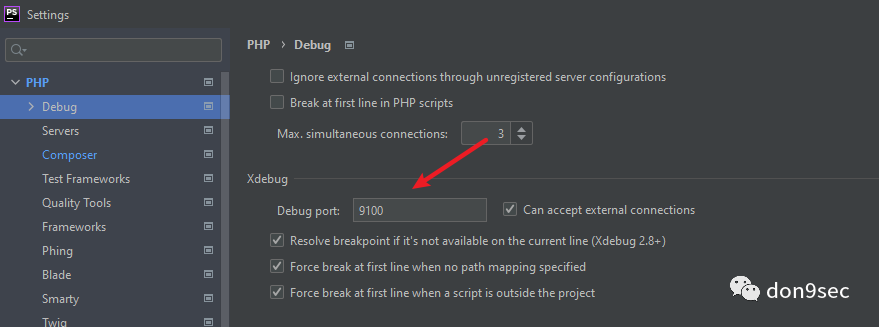 PS
Settings
PHP › Debug
PHP
Debug
Servers
Composer
Test Frameworks
Quality Tools
Frameworks
Phing
Blade
Smarty
Twig
Ignore external connections through unregistered server configurations
Break at first line in PHP scripts
Max. simultaneous connections: 3
Xdebug
Debug port: 9100 Can accept external connections
Resolve breakpoint if it's not available on the current line (Xdebug 2.8+)
Force break at first line when no path mapping specified
Force break at first line when a script is outside the project
don9sec